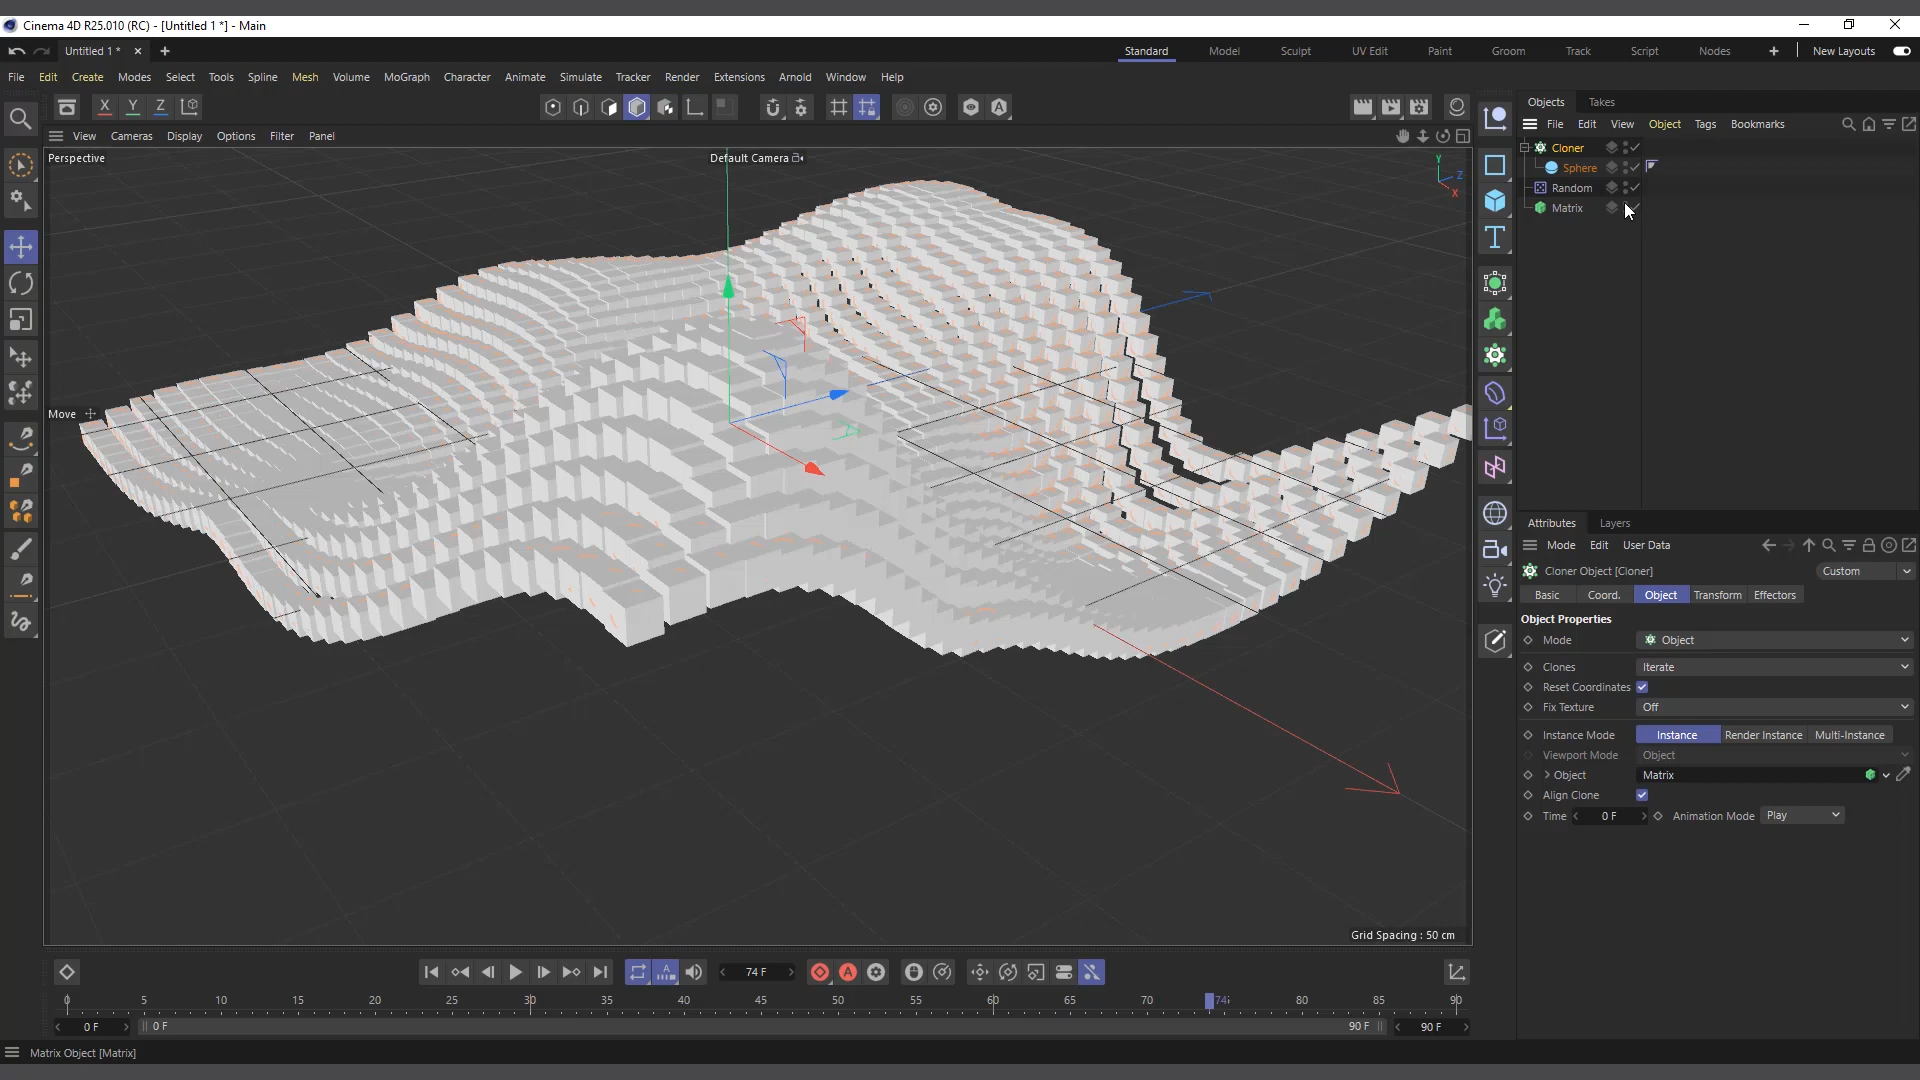 Cinema 4D R25.010 (RC) - [Untitled 1 *] - Main
Untitled 1 *
Standard Model Sculpt UV Edit Paint Groom Track Script Nodes New Layouts
File Edit Create Modes Select Tools Spline Mesh Volume MoGraph Character Animate Simulate Tracker Render Extensions Arnold Window Help
X Y Z
Objects Takes
File Edit View Object Tags Bookmarks
View Cameras Display Options Filter Panel
Perspective
Default Camera
Y
Z
X
Cloner
Sphere
Random
Matrix
Move
Attributes Layers
Mode Edit User Data
Cloner Object [Cloner]
Custom
Basic Coord. Object Transform Effectors
Object Properties
Mode Object
Clones Iterate
Reset Coordinates
Fix Texture Off
Instance Mode Instance Render Instance Multi-Instance
Viewport Mode Object
Object Matrix
Align Clone
Time 0 F Animation Mode Play
Grid Spacing : 50 cm
A
74 F
A
0 5 10 15 20 25 30 35 40 45 50 55 60 65 70 74 80 85 90
0 F 0 F 90 F 90 F
Matrix Object [Matrix]